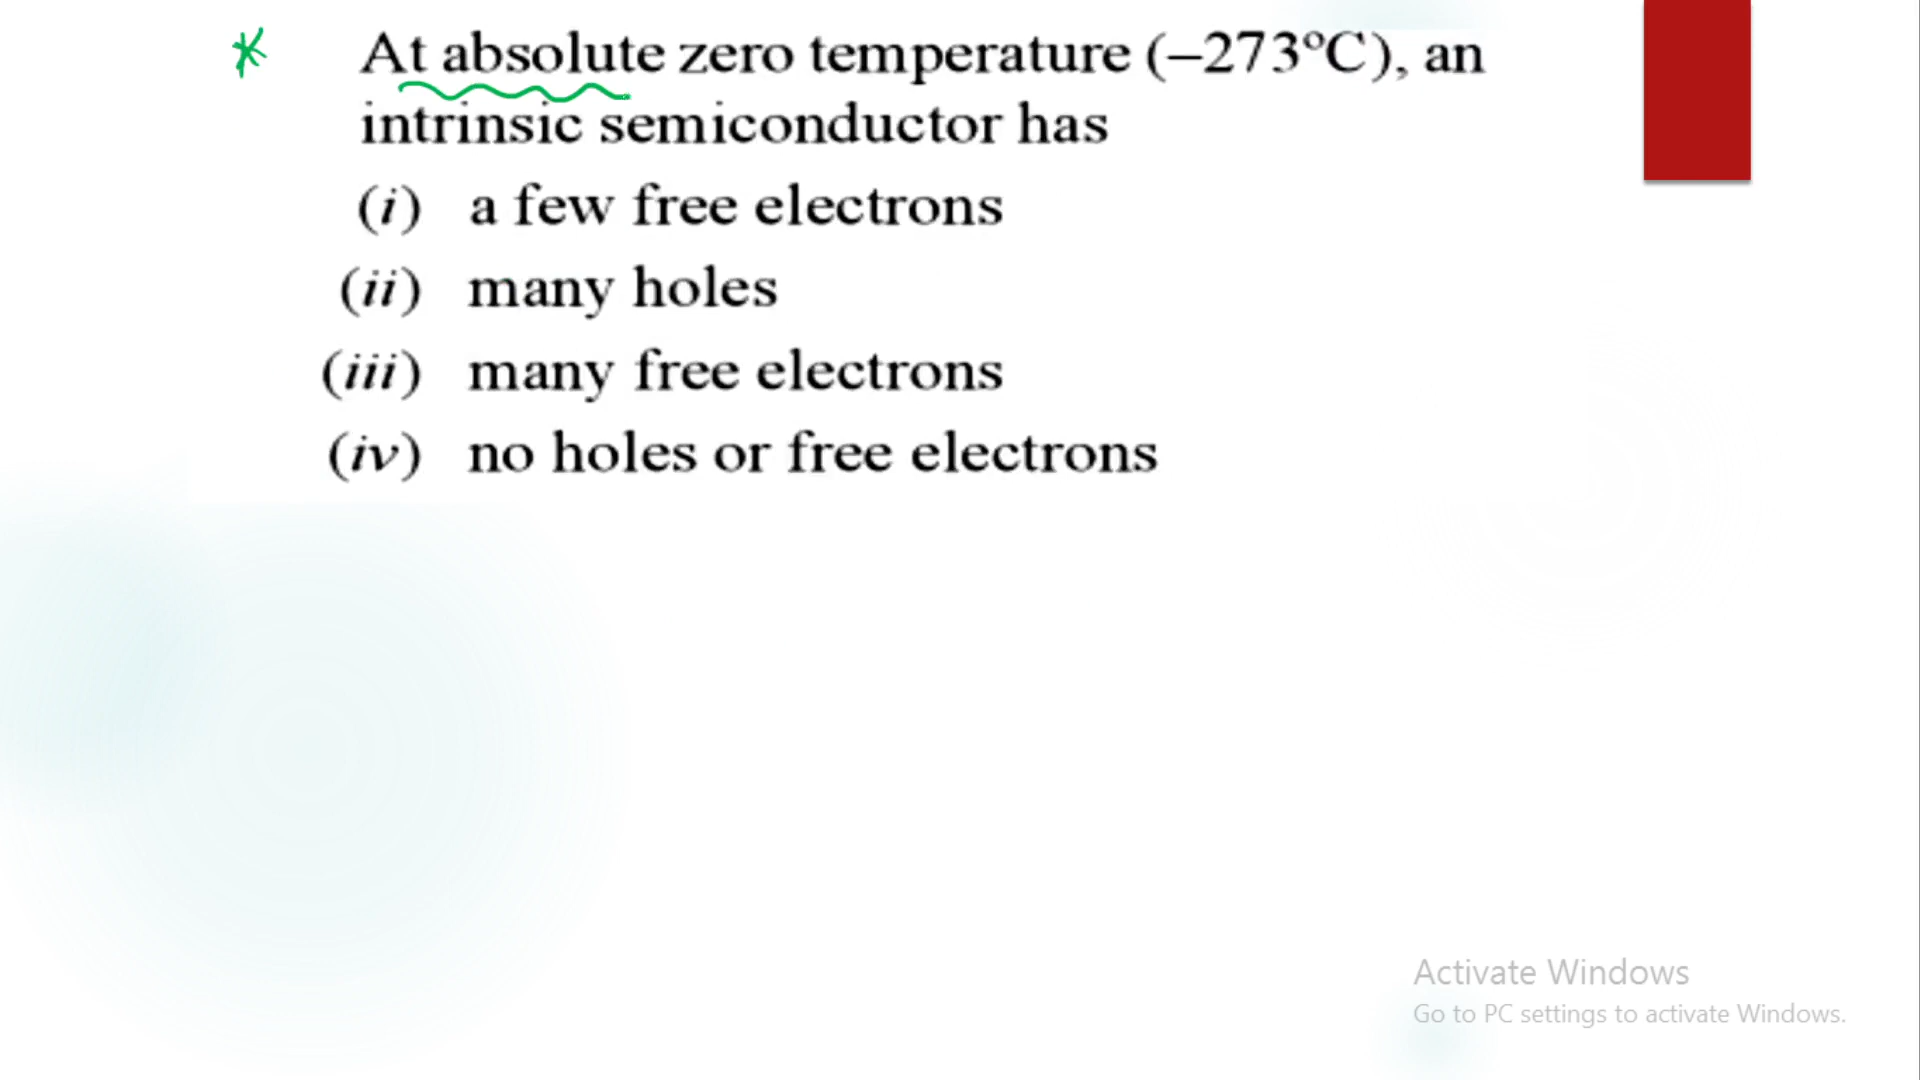 * At absolute zero temperature (–273ºC), an
intrinsic semiconductor has
(i) a few free electrons
(ii) many holes
(iii) many free electrons
(iv) no holes or free electrons
Activate Windows
Go to PC settings to activate Windows.